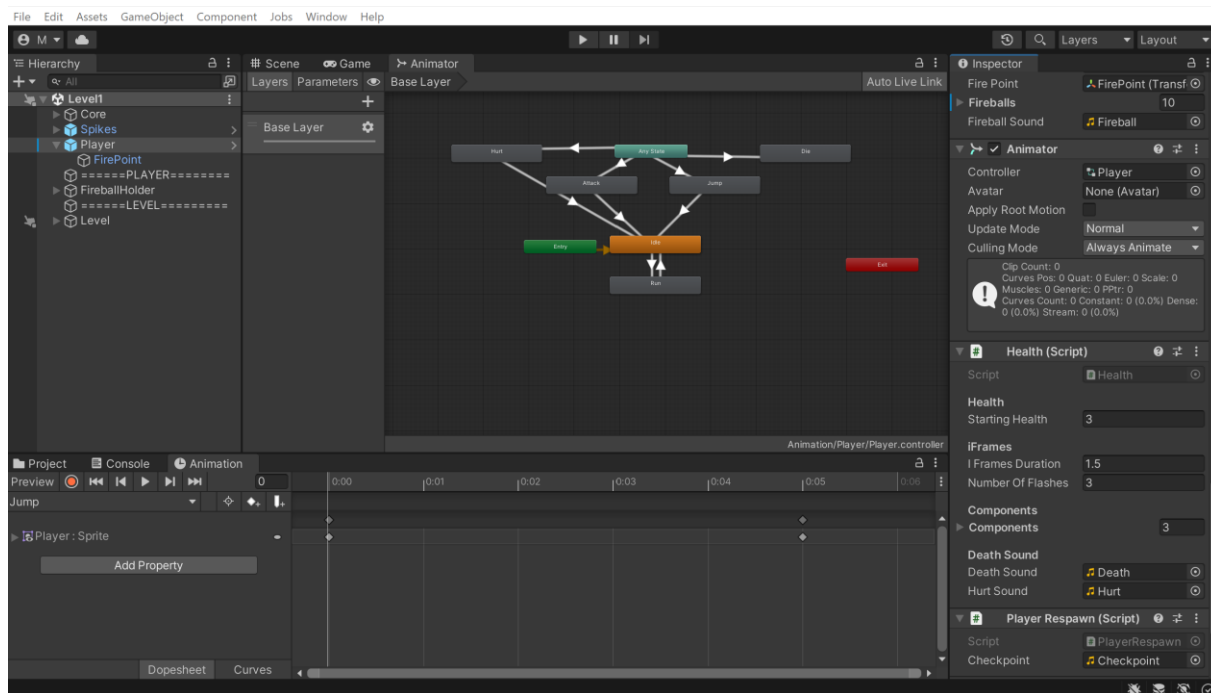 File Edit Assets GameObject Component Jobs Window Help
M
Layers
Layout
Hierarchy
All
Level1
Core
Spikes
Player
FirePoint
======PLAYER========
FireballHolder
======LEVEL=========
Level
Scene Game Animator
Layers Parameters Base Layer Auto Live Link
Base Layer
Hurt
Any State
Die
Attack
Jump
Entry
Idle
Exit
Run
Animation/Player/Player.controller
Project Console Animation
Preview 0
0:00 0:01 0:02 0:03 0:04 0:05 0:06
Jump
Player : Sprite
Add Property
Dopesheet Curves
Inspector
Fire Point FirePoint (Transf
Fireballs 10
Fireball Sound Fireball
Animator
Controller Player
Avatar None (Avatar)
Apply Root Motion
Update Mode Normal
Culling Mode Always Animate
Clip Count: 0
Curves Pos: 0 Quat: 0 Euler: 0 Scale: 0
Muscles: 0 Generic: 0 PPtr: 0
Curves Count: 0 Constant: 0 (0.0%) Dense:
0 (0.0%) Stream: 0 (0.0%)
# Health (Script)
Script Health
Health
Starting Health 3
iFrames
I Frames Duration 1.5
Number Of Flashes 3
Components
Components 3
Death Sound
Death Sound Death
Hurt Sound Hurt
# Player Respawn (Script)
Script PlayerRespawn
Checkpoint Checkpoint